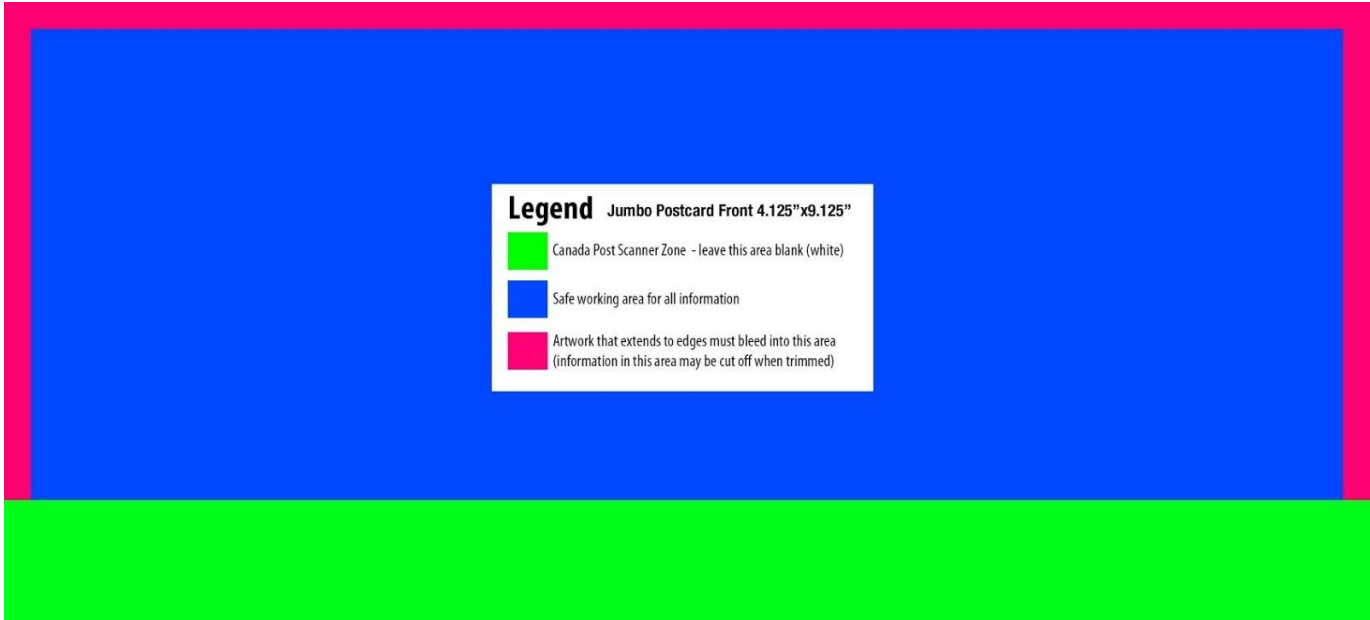 Legend Jumbo Postcard Front 4.125”x9.125”
Canada Post Scanner Zone - leave this area blank (white)
Safe working area for all information
Artwork that extends to edges must bleed into this area
(information in this area may be cut off when trimmed)